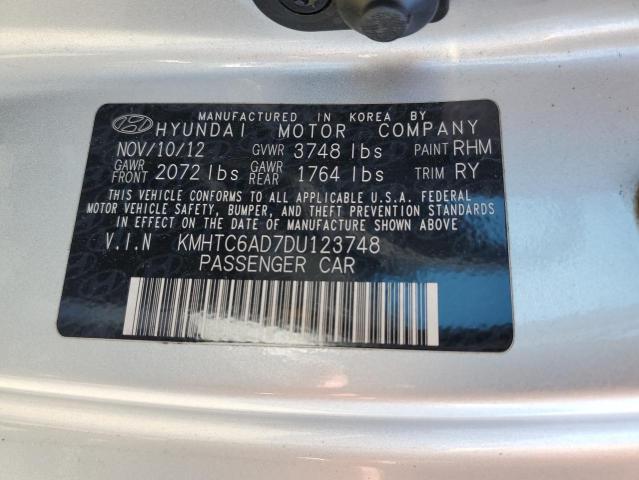 MANUFACTURED IN KOREA BY
HYUNDAI MOTOR COMPANY
NOV/10/12 GVWR 3748 lbs PAINT RHM
GAWR FRONT 2072 lbs GAWR REAR 1764 lbs TRIM RY
THIS VEHICLE CONFORMS TO ALL APPLICABLE U.S.A. FEDERAL
MOTOR VEHICLE SAFETY, BUMPER, AND THEFT PREVENTION STANDARDS
IN EFFECT ON THE DATE OF MANUFACTURE SHOWN ABOVE
V.I.N KMHTC6AD7DU123748
PASSENGER CAR